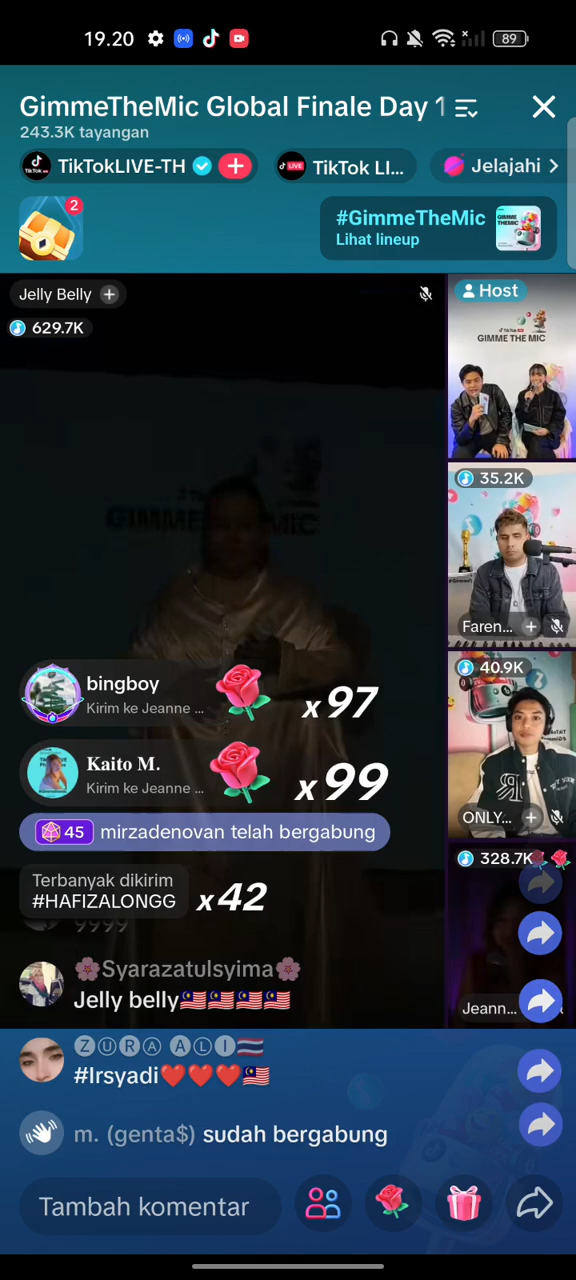 19.20
89
GimmeTheMic Global Finale Day 1
243.3K tayangan
TikTokLIVE-TH
TikTok LI...
Jelajahi
2
#GimmeTheMic
Lihat lineup
Jelly Belly
629.7K
Host
GIMME THE MIC
35.2K
Faren...
40.9K
ONLY...
328.7K
Jeann...
GIMME THE MIC
bingboy
Kirim ke Jeanne ...
x97
Kaito M.
Kirim ke Jeanne ...
x99
45 mirzadenovan telah bergabung
Terbanyak dikirim
#HAFIZALONGG
x42
9999
🌸Syarazatulsyima🌸
Jelly belly🇲🇾🇲🇾🇲🇾🇲🇾
ⓏⓊⓇⒶ ⒶⓁⒾ🇹🇭
#Irsyadi❤️❤️❤️🇲🇾
m. (genta$) sudah bergabung
Tambah komentar